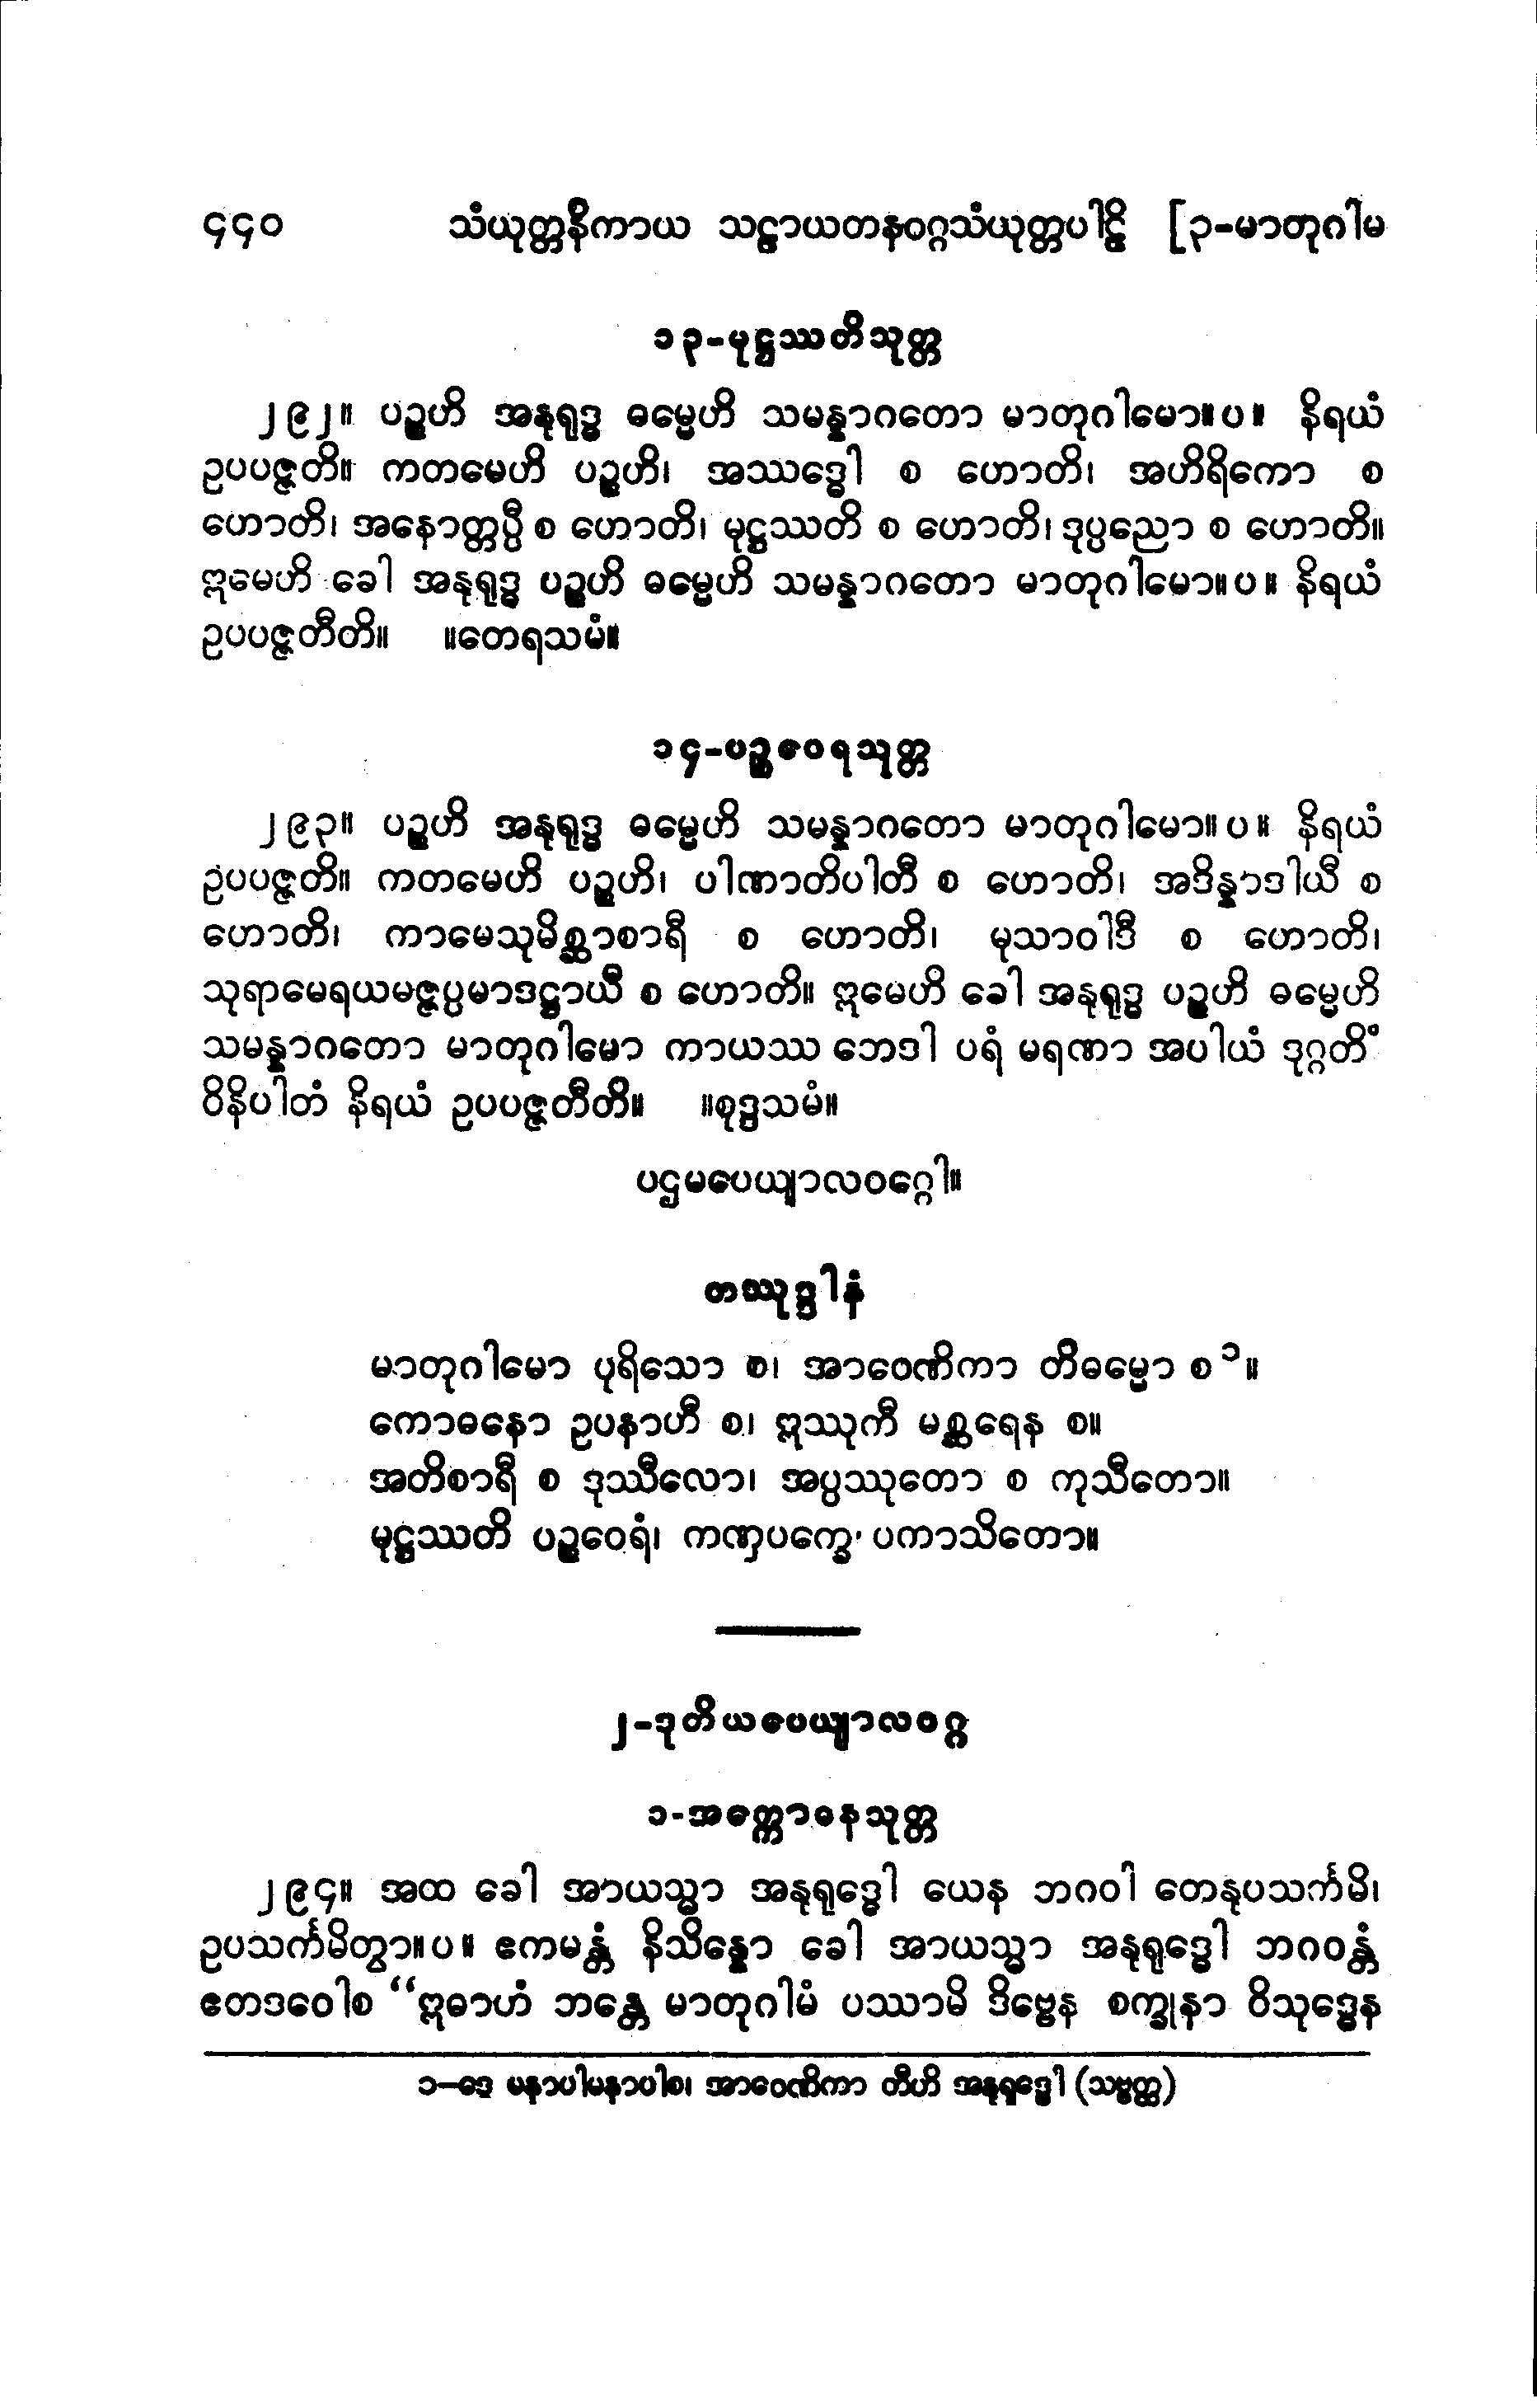 ၄၄၀ သံယုတ္တနိကာယ သဠာယတနဝဂ္ဂသံယုတ္တပါဠိ [၃-မာတုဂါမ
၁၃-မုဋ္ဌဿတိသုတ္တ
၂၉၂။ ပဉ္စဟိ အနုရုဒ္ဓ ဓမ္မေဟိ သမန္နာဂတော မာတုဂါမော။ပ။ နိရယံ
ဥပပဇ္ဇတိ။ ကတမေဟိ ပဉ္စဟိ၊ အဿဒ္ဓေါ စ ဟောတိ၊ အဟိရိကော စ
ဟောတိ၊ အနောတ္တပ္ပီ စ ဟောတိ၊ မုဋ္ဌဿတိ စ ဟောတိ၊ ဒုပ္ပညော စ ဟောတိ။
ဣမေဟိ ခေါ အနုရုဒ္ဓ ပဉ္စဟိ ဓမ္မေဟိ သမန္နာဂတော မာတုဂါမော။ပ။ နိရယံ
ဥပပဇ္ဇတီတိ။ ။တေရသမံ။
၁၄-ပဉ္စဝေရသုတ္တ
၂၉၃။ ပဉ္စဟိ အနုရုဒ္ဓ ဓမ္မေဟိ သမန္နာဂတော မာတုဂါမော။ပ။ နိရယံ
ဥပပဇ္ဇတိ။ ကတမေဟိ ပဉ္စဟိ၊ ပါဏာတိပါတီ စ ဟောတိ၊ အဒိန္နာဒါယီ စ
ဟောတိ၊ ကာမေသုမိစ္ဆာစာရီ စ ဟောတိ၊ မုသာဝါဒီ စ ဟောတိ၊
သုရာမေရယမဇ္ဇပ္ပမာဒဋ္ဌာယီ စ ဟောတိ။ ဣမေဟိ ခေါ အနုရုဒ္ဓ ပဉ္စဟိ ဓမ္မေဟိ
သမန္နာဂတော မာတုဂါမော ကာယဿ ဘေဒါ ပရံ မရဏာ အပါယံ ဒုဂ္ဂတိံ
ဝိနိပါတံ နိရယံ ဥပပဇ္ဇတီတိ။ ။စုဒ္ဒသမံ။
ပဌမပေယျာလဝဂ္ဂေါ။
တဿုဒ္ဒါနံ
မာတုဂါမော ပုရိသော စ၊ အာဝေဏိကာ တိဓမ္မော စ ၁။
ကောဓနော ဥပနာဟီ စ၊ ဣဿုကီ မစ္ဆရေန စ။
အတိစာရီ စ ဒုဿီလော၊ အပ္ပဿုတော စ ကုသီတော။
မုဋ္ဌဿတိ ပဉ္စဝေရံ၊ ကဏှပက္ခေ ပကာသိတော။
၂-ဒုတိယပေယျာလဝဂ္ဂ
၁-အက္ကောဓနသုတ္တ
၂၉၄။ အထ ခေါ အာယသ္မာ အနုရုဒ္ဓေါ ယေန ဘဂဝါ တေနုပသင်္ကမိ၊
ဥပသင်္ကမိတွာ။ပ။ ဧကမန္တံ နိသိန္နော ခေါ အာယသ္မာ အနုရုဒ္ဓေါ ဘဂဝန္တံ
ဧတဒဝေါစ “ဣဓာဟံ ဘန္တေ မာတုဂါမံ ပဿာမိ ဒိဗ္ဗေန စက္ခုနာ ဝိသုဒ္ဓေန
၁–ဒွေ မနာပါမနာပါစ၊ အာဝေဏိကာ တီဟိ အနုရုဒ္ဓေါ (သဗ္ဗတ္ထ)